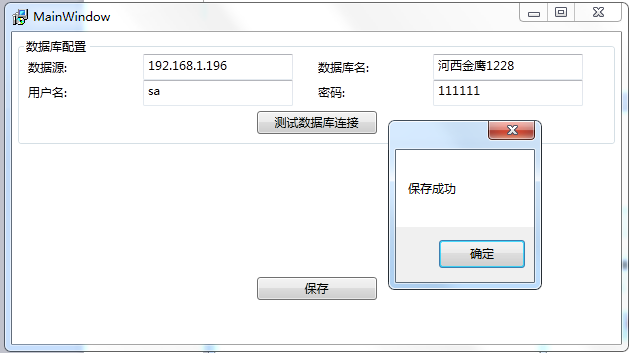 MainWindow
数据库配置
数据源: 192.168.1.196 数据库名: 河西金鹰1228
用户名: sa 密码: 111111
测试数据库连接
保存成功
确定
保存